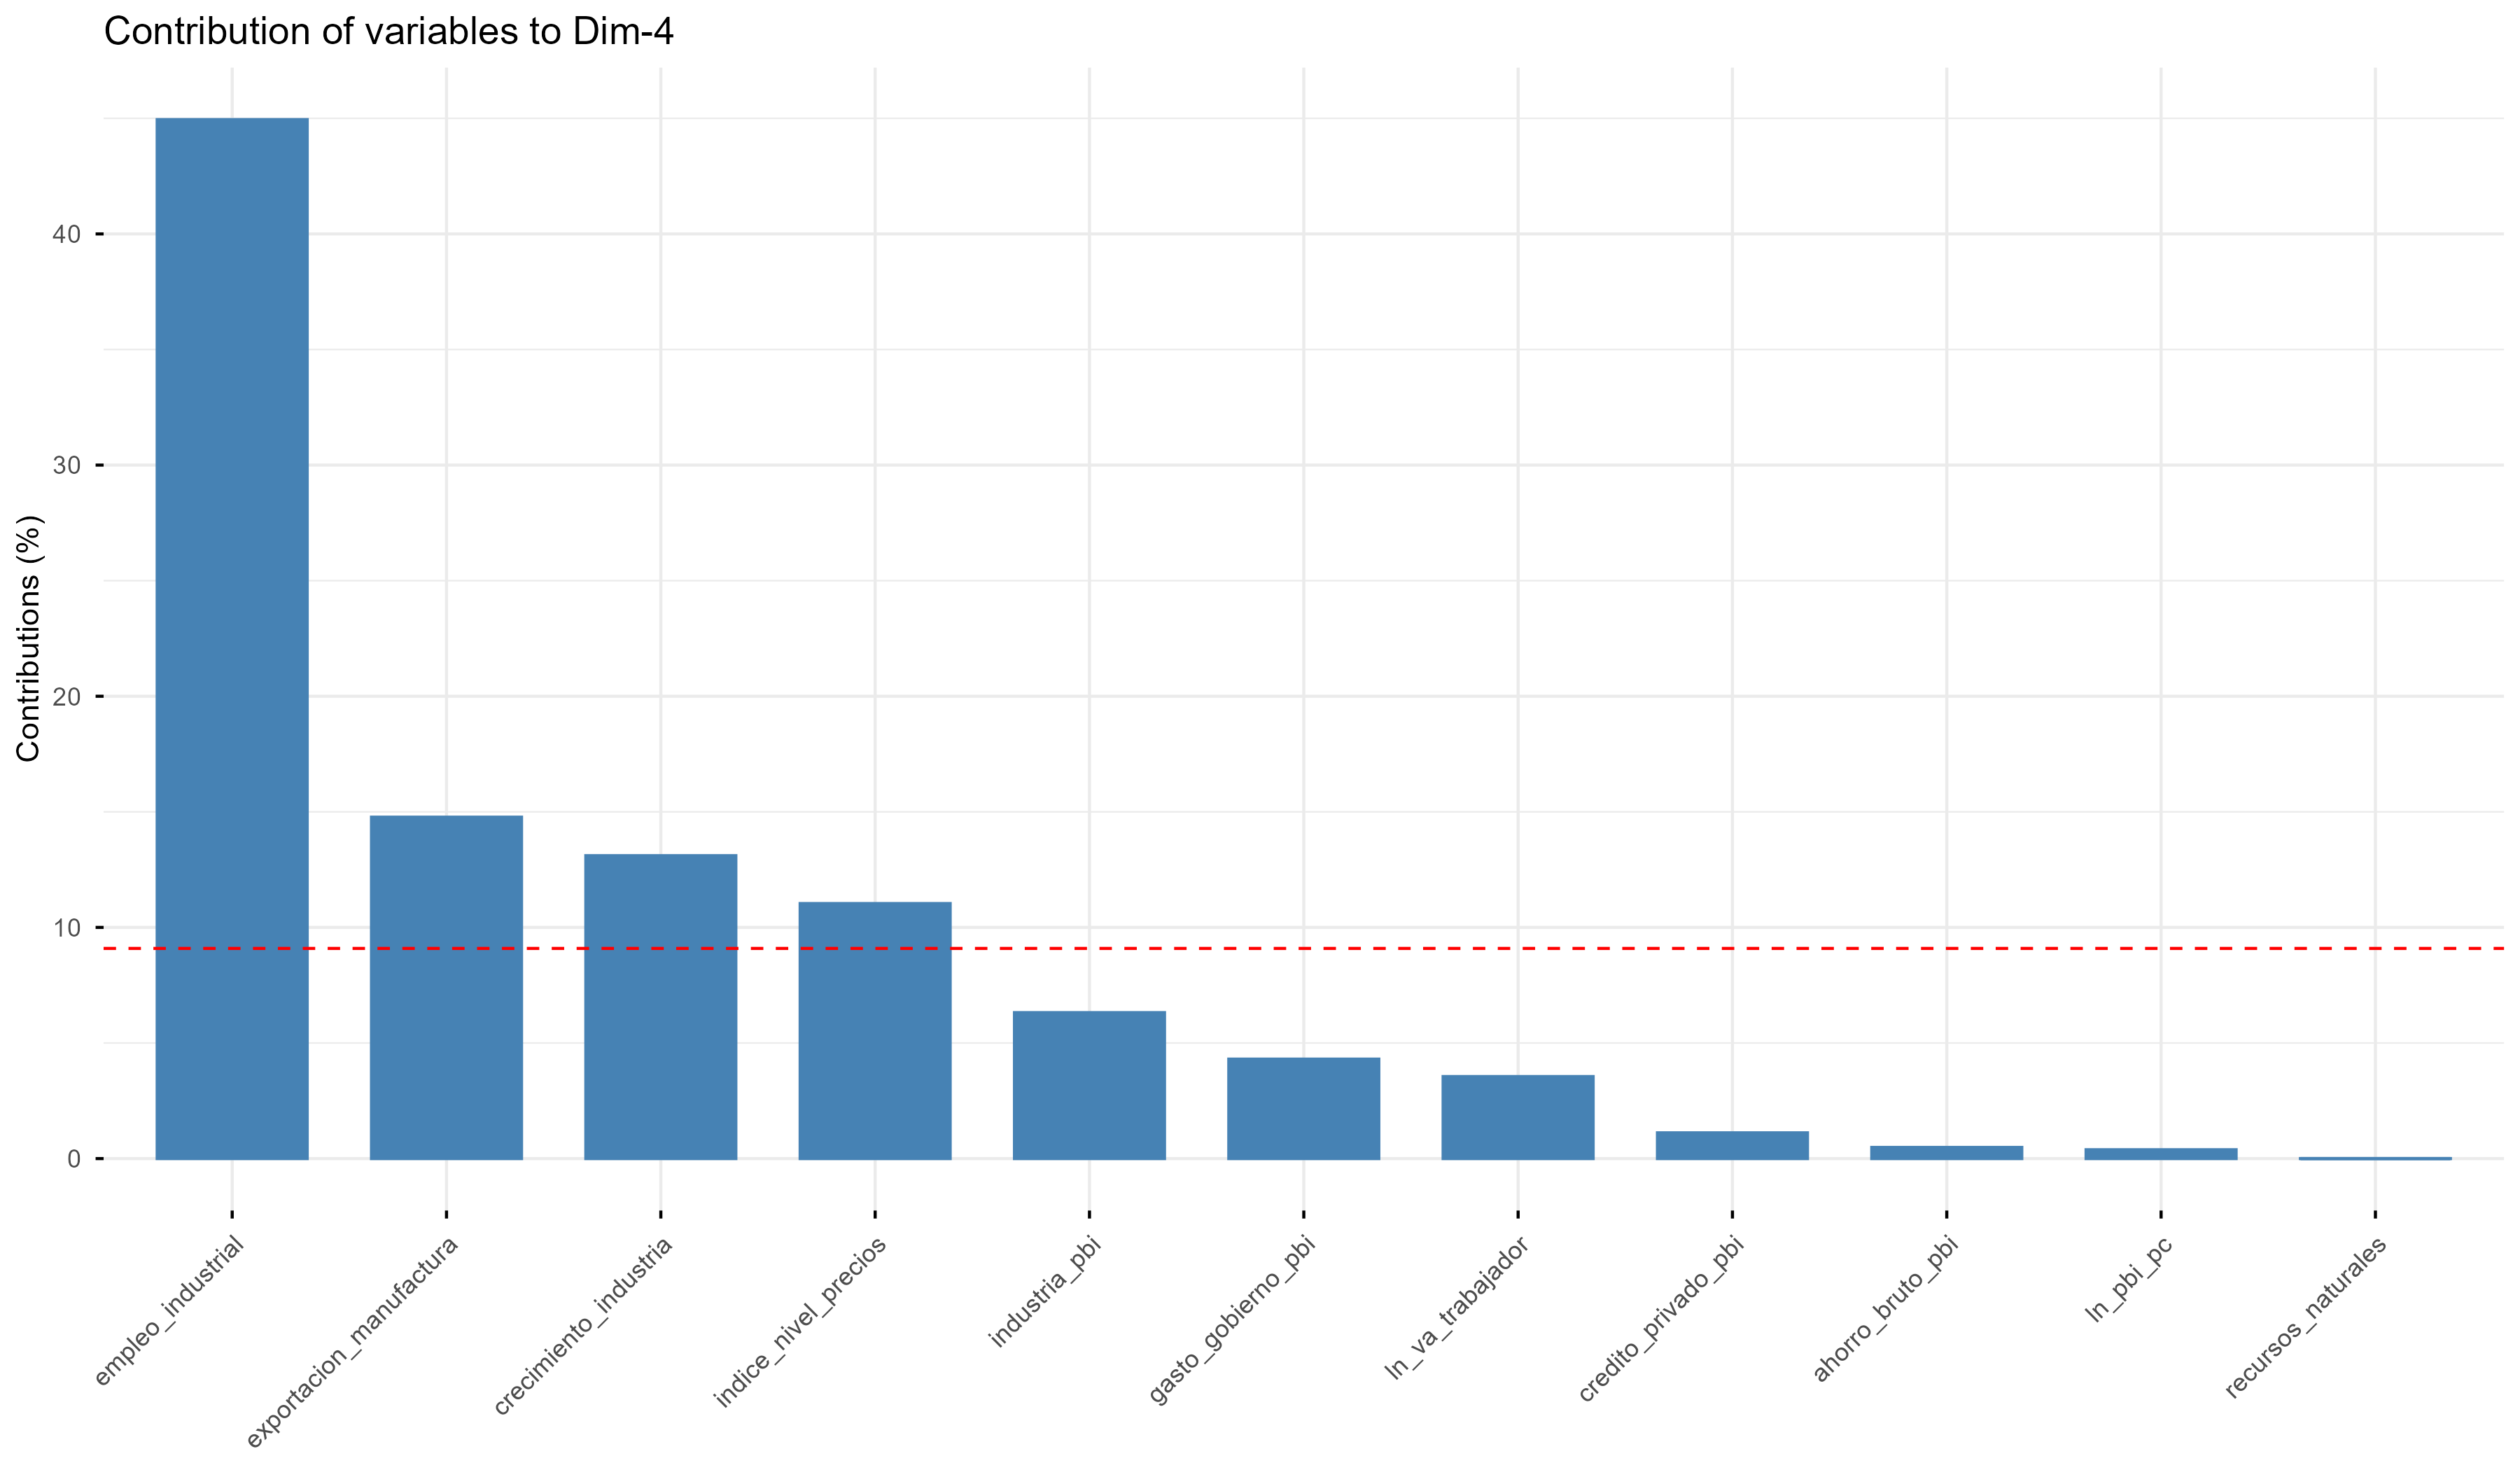 Contribution of variables to Dim-4
Contributions (%)
40
30
20
10
0
empleo_industrial
exportacion_manufactura
crecimiento_industria
indice_nivel_precios
industria_pbi
gasto_gobierno_pbi
ln_va_trabajador
credito_privado_pbi
ahorro_bruto_pbi
ln_pbi_pc
recursos_naturales